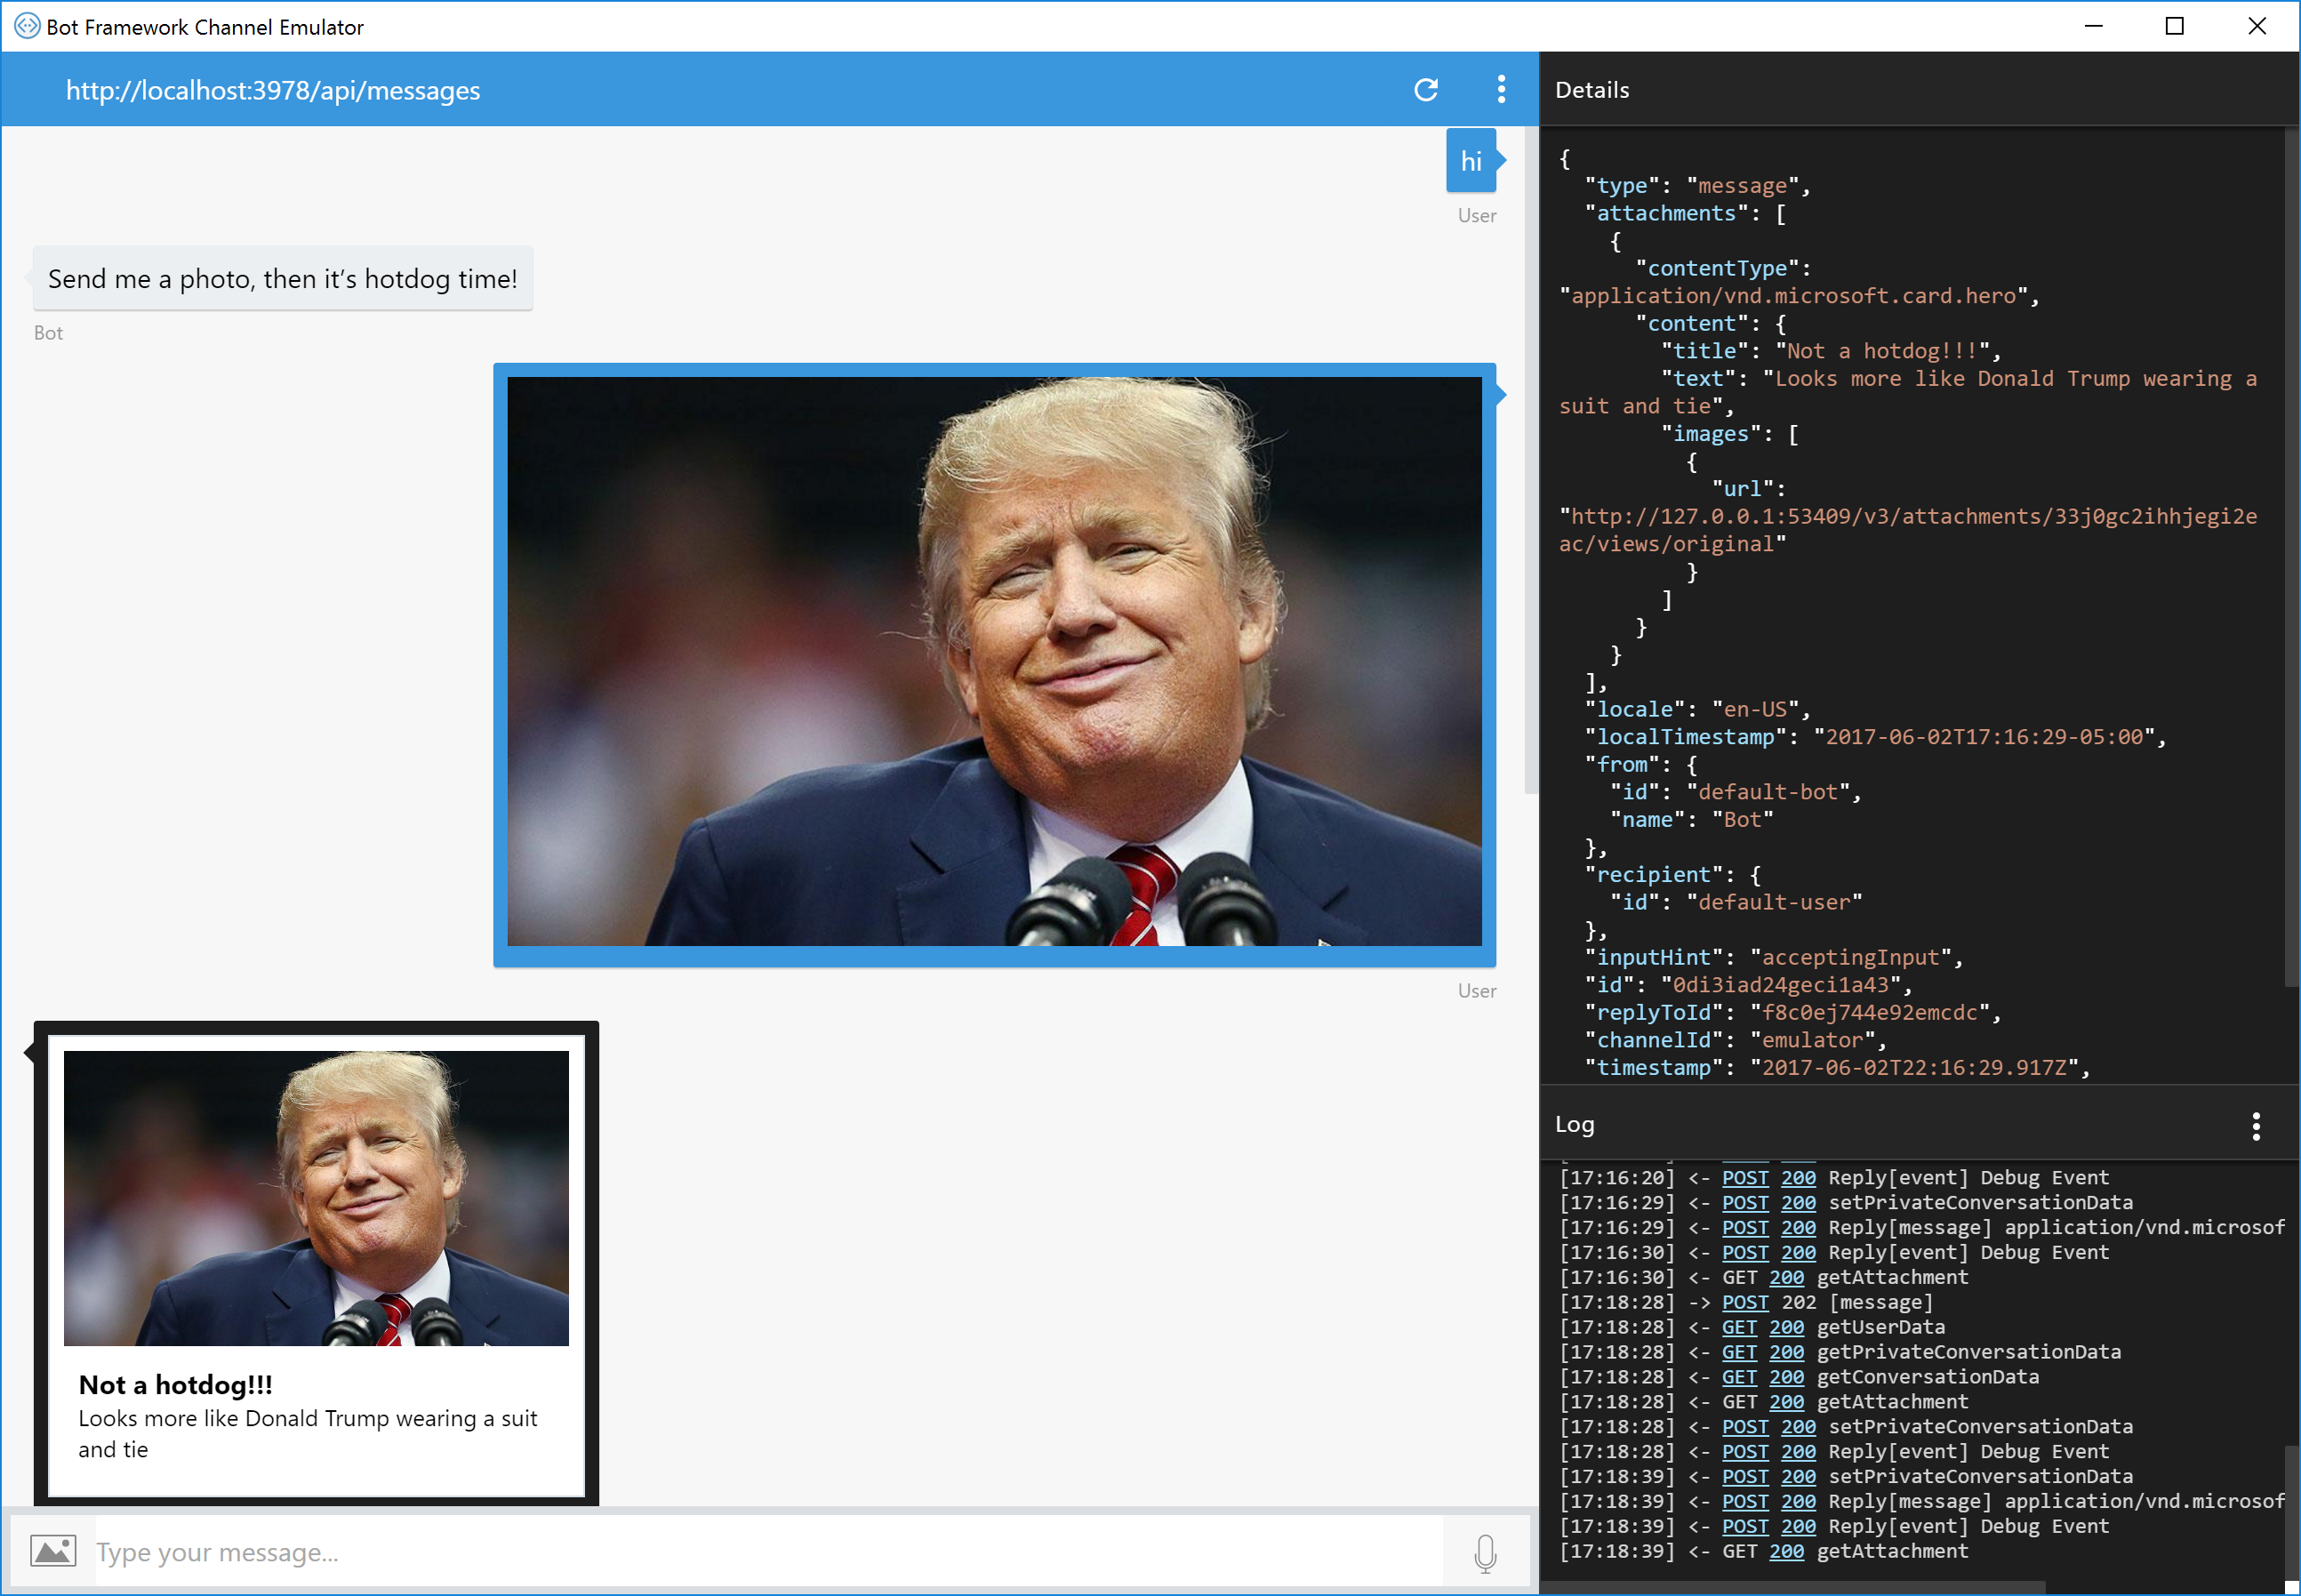 Bot Framework Channel Emulator
http://localhost:3978/api/messages
hi
User
Send me a photo, then it’s hotdog time!
Bot
User
Not a hotdog!!!
Looks more like Donald Trump wearing a suit
and tie
Type your message...
Details
{
"type": "message",
"attachments": [
{
"contentType":
"application/vnd.microsoft.card.hero",
"content": {
"title": "Not a hotdog!!!",
"text": "Looks more like Donald Trump wearing a
suit and tie",
"images": [
{
"url":
"http://127.0.0.1:53409/v3/attachments/33j0gc2ihhjegi2e
ac/views/original"
}
]
}
}
],
"locale": "en-US",
"localTimestamp": "2017-06-02T17:16:29-05:00",
"from": {
"id": "default-bot",
"name": "Bot"
},
"recipient": {
"id": "default-user"
},
"inputHint": "acceptingInput",
"id": "0di3iad24geci1a43",
"replyToId": "f8c0ej744e92emcdc",
"channelId": "emulator",
"timestamp": "2017-06-02T22:16:29.917Z",
Log
[17:16:20] <- POST 200 Reply[event] Debug Event
[17:16:29] <- POST 200 setPrivateConversationData
[17:16:29] <- POST 200 Reply[message] application/vnd.microsof
[17:16:30] <- POST 200 Reply[event] Debug Event
[17:16:30] <- GET 200 getAttachment
[17:18:28] -> POST 202 [message]
[17:18:28] <- GET 200 getUserData
[17:18:28] <- GET 200 getPrivateConversationData
[17:18:28] <- GET 200 getConversationData
[17:18:28] <- GET 200 getAttachment
[17:18:28] <- POST 200 setPrivateConversationData
[17:18:28] <- POST 200 Reply[event] Debug Event
[17:18:39] <- POST 200 setPrivateConversationData
[17:18:39] <- POST 200 Reply[message] application/vnd.microsof
[17:18:39] <- POST 200 Reply[event] Debug Event
[17:18:39] <- GET 200 getAttachment